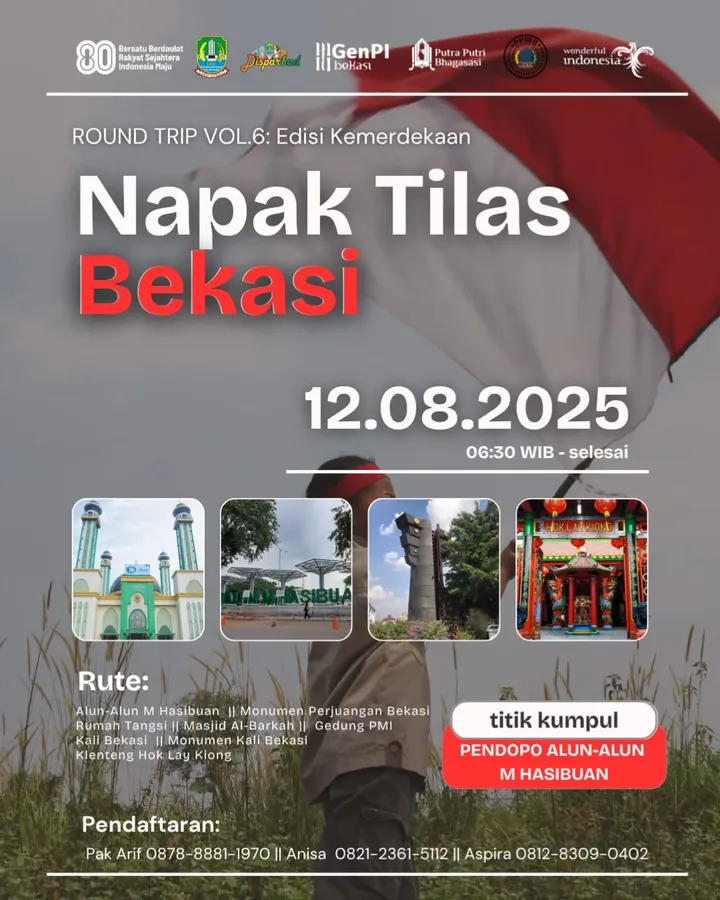 80 Bersatu Berdaulat
Rakyat Sejahtera
Indonesia Maju
Disparbud
GenPI
bekasi
Putra Putri
Bhagasasi
wonderful
indonesia
ROUND TRIP VOL.6: Edisi Kemerdekaan
Napak Tilas
Bekasi
12.08.2025
06:30 WIB - selesai
HOK LAY KIONG
Rute:
Alun-Alun M Hasibuan || Monumen Perjuangan Bekasi
Rumah Tangsi || Masjid Al-Barkah || Gedung PMI
Kali Bekasi || Monumen Kali Bekasi
Klenteng Hok Lay Kiong
titik kumpul
PENDOPO ALUN-ALUN
M HASIBUAN
Pendaftaran:
Pak Arif 0878-8881-1970 || Anisa 0821-2361-5112 || Aspira 0812-8309-0402